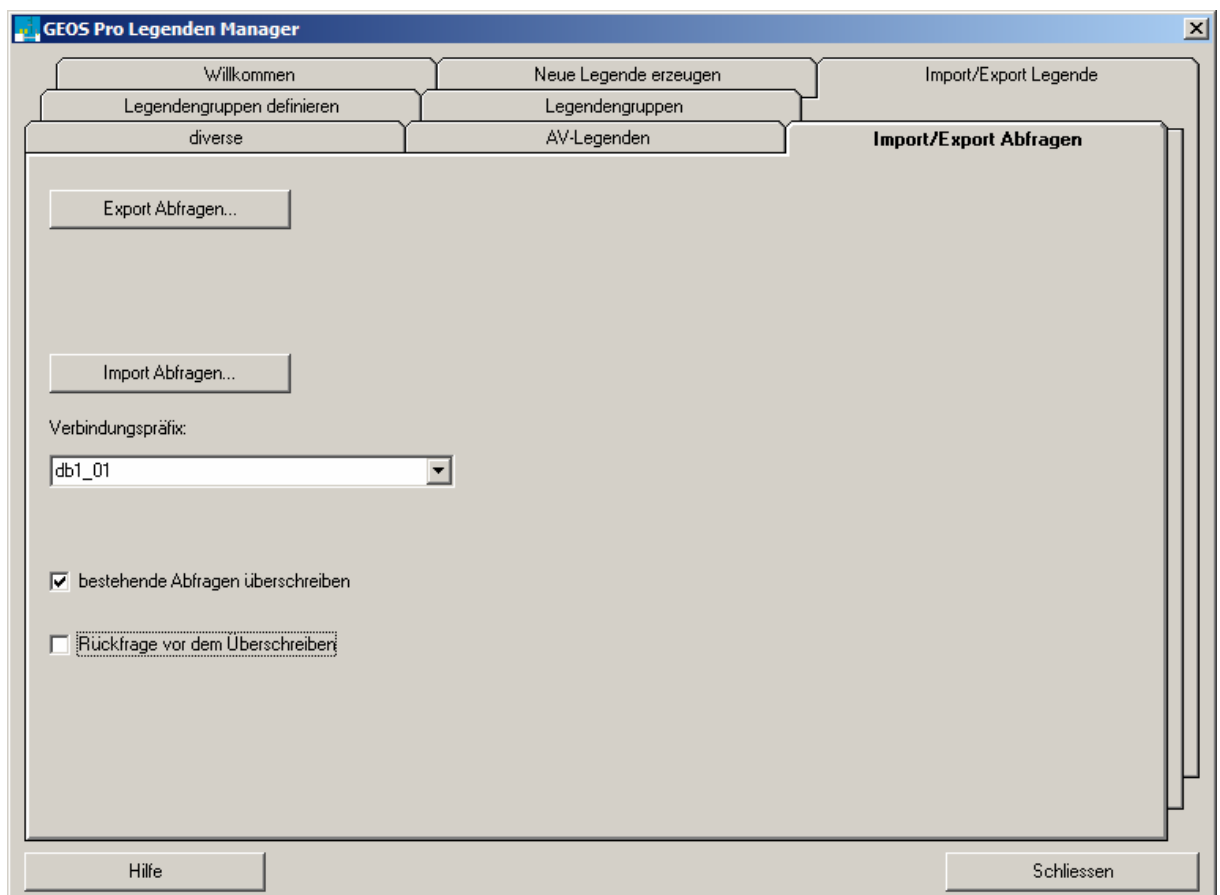 GEOS Pro Legenden Manager
Willkommen
Neue Legende erzeugen
Import/Export Legende
Legendengruppen definieren
Legendengruppen
diverse
AV-Legenden
Import/Export Abfragen
Export Abfragen...
Import Abfragen...
Verbindungspräfix:
db1_01
bestehende Abfragen überschreiben
Rückfrage vor dem Überschreiben
Hilfe
Schliessen